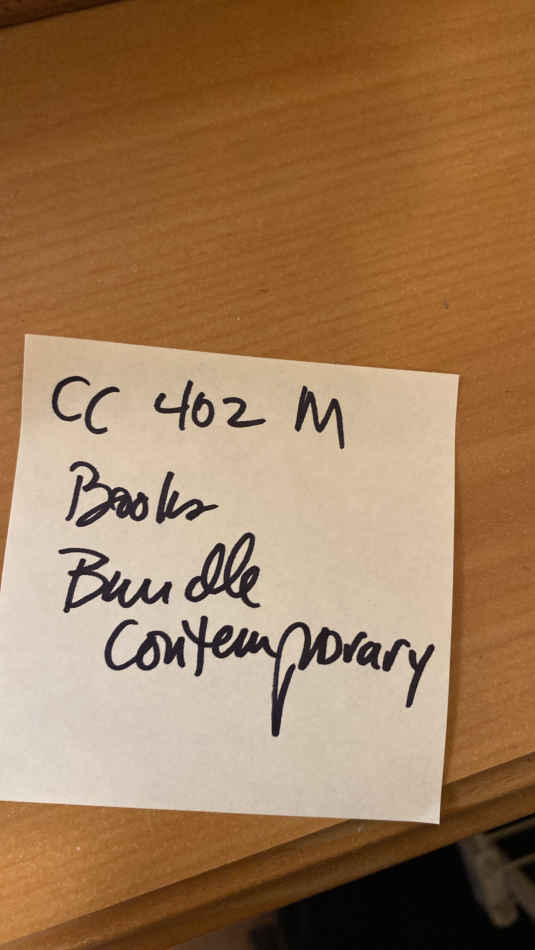 CC 402 M
Books
Bundle
Contemporary